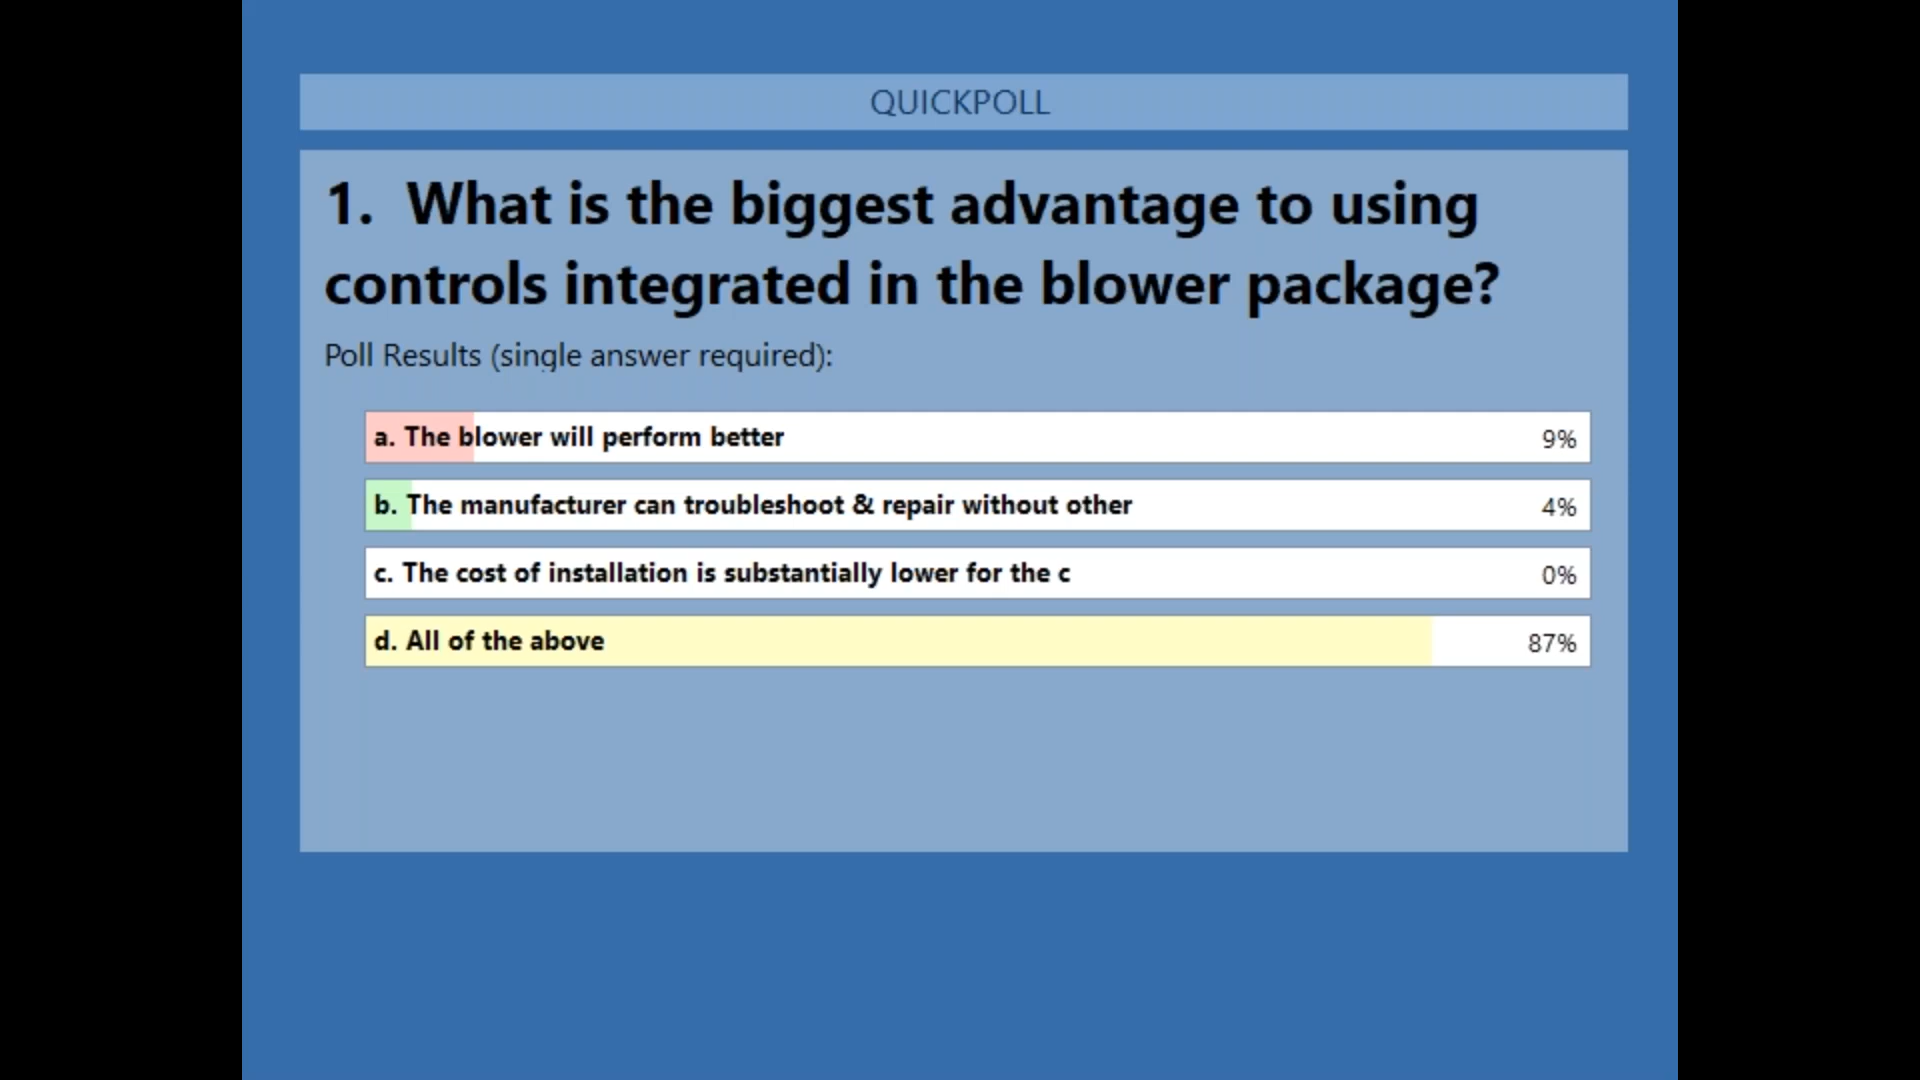 QUICKPOLL
1. What is the biggest advantage to using
controls integrated in the blower package?
Poll Results (single answer required):
a. The blower will perform better 9%
b. The manufacturer can troubleshoot & repair without other 4%
c. The cost of installation is substantially lower for the c 0%
d. All of the above 87%